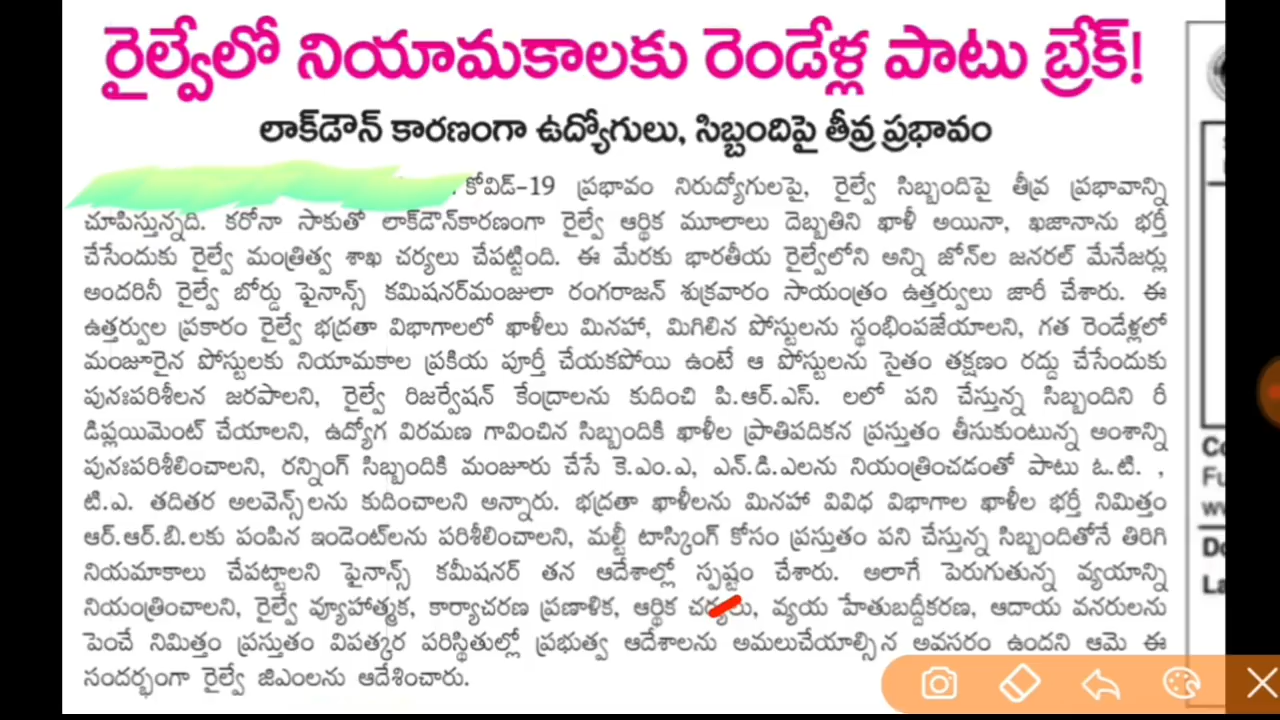 రైల్వేలో నియామకాలకు రెండేళ్ల పాటు బ్రేక్!
లాక్‌డౌన్ కారణంగా ఉద్యోగులు, సిబ్బందిపై తీవ్ర ప్రభావం
. కోవిడ్-19 ప్రభావం నిరుద్యోగులపై, రైల్వే సిబ్బందిపై తీవ్ర ప్రభావాన్ని
చూపిస్తున్నది. కరోనా సాకుతో లాక్‌డౌన్‌కారణంగా రైల్వే ఆర్థిక మూలాలు దెబ్బతిని ఖాళీ అయినా, ఖజానాను భర్తీ
చేసేందుకు రైల్వే మంత్రిత్వ శాఖ చర్యలు చేపట్టింది. ఈ మేరకు భారతీయ రైల్వేలోని అన్ని జోన్‌ల జనరల్ మేనేజర్లు
అందరినీ రైల్వే బోర్డు ఫైనాన్స్ కమిషనర్‌మంజులా రంగరాజన్ శుక్రవారం సాయంత్రం ఉత్తర్వులు జారీ చేశారు. ఈ
ఉత్తర్వుల ప్రకారం రైల్వే భద్రతా విభాగాలలో ఖాళీలు మినహా, మిగిలిన పోస్టులను స్థంభింపజేయాలని, గత రెండేళ్లలో
మంజూరైన పోస్టులకు నియామకాల ప్రకియ పూర్తీ చేయకపోయి ఉంటే ఆ పోస్టులను సైతం తక్షణం రద్దు చేసేందుకు
పునఃపరిశీలన జరపాలని, రైల్వే రిజర్వేషన్ కేంద్రాలను కుదించి పి.ఆర్.ఎస్. లలో పని చేస్తున్న సిబ్బందిని రీ
డిప్లయిమెంట్ చేయాలని, ఉద్యోగ విరమణ గావించిన సిబ్బందికి ఖాళీల ప్రాతిపదికన ప్రస్తుతం తీసుకుంటున్న అంశాన్ని
పునఃపరిశీలించాలని, రన్నింగ్ సిబ్బందికి మంజూరు చేసే కె.ఎం.ఎ, ఎన్.డి.ఎలను నియంత్రించడంతో పాటు ఓ.టి. ,
టి.ఎ. తదితర అలవెన్స్‌లను కుదించాలని అన్నారు. భద్రతా ఖాళీలను మినహా వివిధ విభాగాల ఖాళీల భర్తీ నిమిత్తం
ఆర్.ఆర్.బి.లకు పంపిన ఇండెంట్‌లను పరిశీలించాలని, మల్టీ టాస్కింగ్ కోసం ప్రస్తుతం పని చేస్తున్న సిబ్బందితోనే తిరిగి
నియమాకాలు చేపట్టాలని ఫైనాన్స్ కమీషనర్ తన ఆదేశాల్లో స్పష్టం చేశారు. అలాగే పెరుగుతున్న వ్యయాన్ని
నియంత్రించాలని, రైల్వే వ్యూహాత్మక, కార్యాచరణ ప్రణాళిక, ఆర్థిక చర్యలు, వ్యయ హేతుబద్దీకరణ, ఆదాయ వనరులను
పెంచే నిమిత్తం ప్రస్తుతం విపత్కర పరిస్థితుల్లో ప్రభుత్వ ఆదేశాలను అమలుచేయాల్సిన అవసరం ఉందని ఆమె ఈ
సందర్భంగా రైల్వే జిఎంలను ఆదేశించారు.